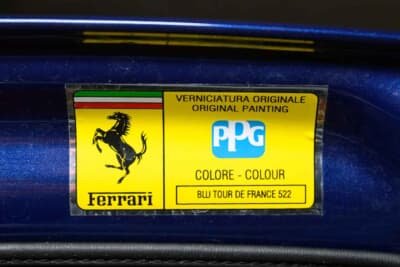 VERNICIATURA ORIGINALE
ORIGINAL PAINTING
PPG
COLORE - COLOUR
BLU TOUR DE FRANCE 522
Ferrari